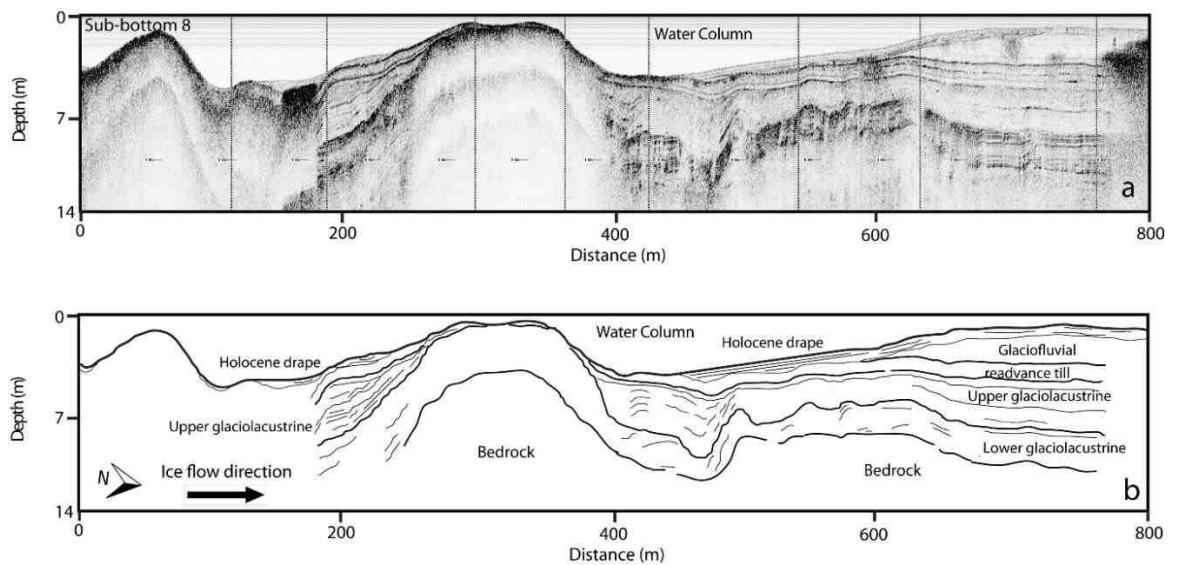 0
Sub-bottom 8
Water Column
Depth (m)
7
14
a
0
200
400
600
800
Distance (m)
0
Water Column
Holocene drape
Holocene drape
Glaciofluvial
readvance till
Upper glaciolacustrine
Depth (m)
7
Upper glaciolacustrine
Lower glaciolacustrine
Bedrock
Bedrock
N
Ice flow direction
b
14
0
200
400
600
800
Distance (m)